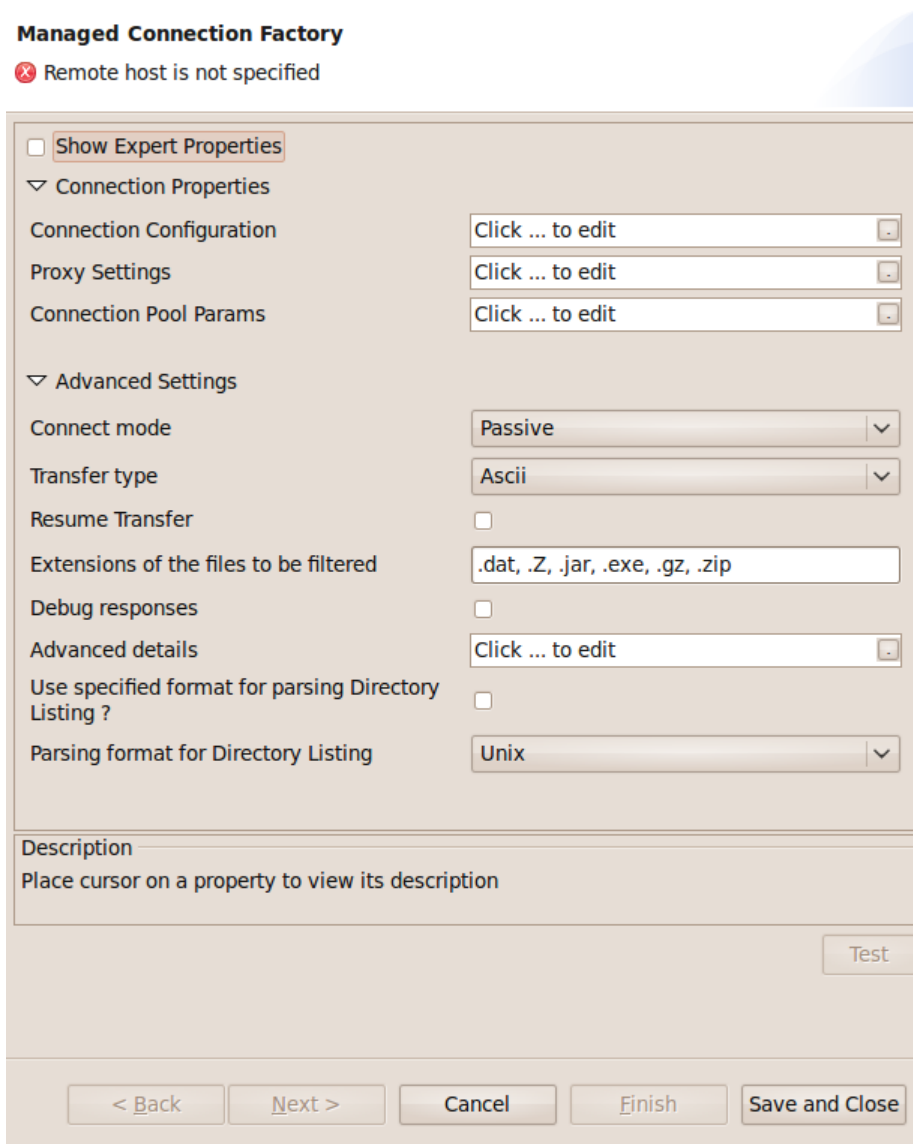 Managed Connection Factory
Remote host is not specified
Show Expert Properties
Connection Properties
Connection Configuration Click ... to edit
Proxy Settings Click ... to edit
Connection Pool Params Click ... to edit
Advanced Settings
Connect mode Passive
Transfer type Ascii
Resume Transfer
Extensions of the files to be filtered .dat, .Z, .jar, .exe, .gz, .zip
Debug responses
Advanced details Click ... to edit
Use specified format for parsing Directory
Listing ?
Parsing format for Directory Listing Unix
Description
Place cursor on a property to view its description
Test
< Back Next > Cancel Finish Save and Close